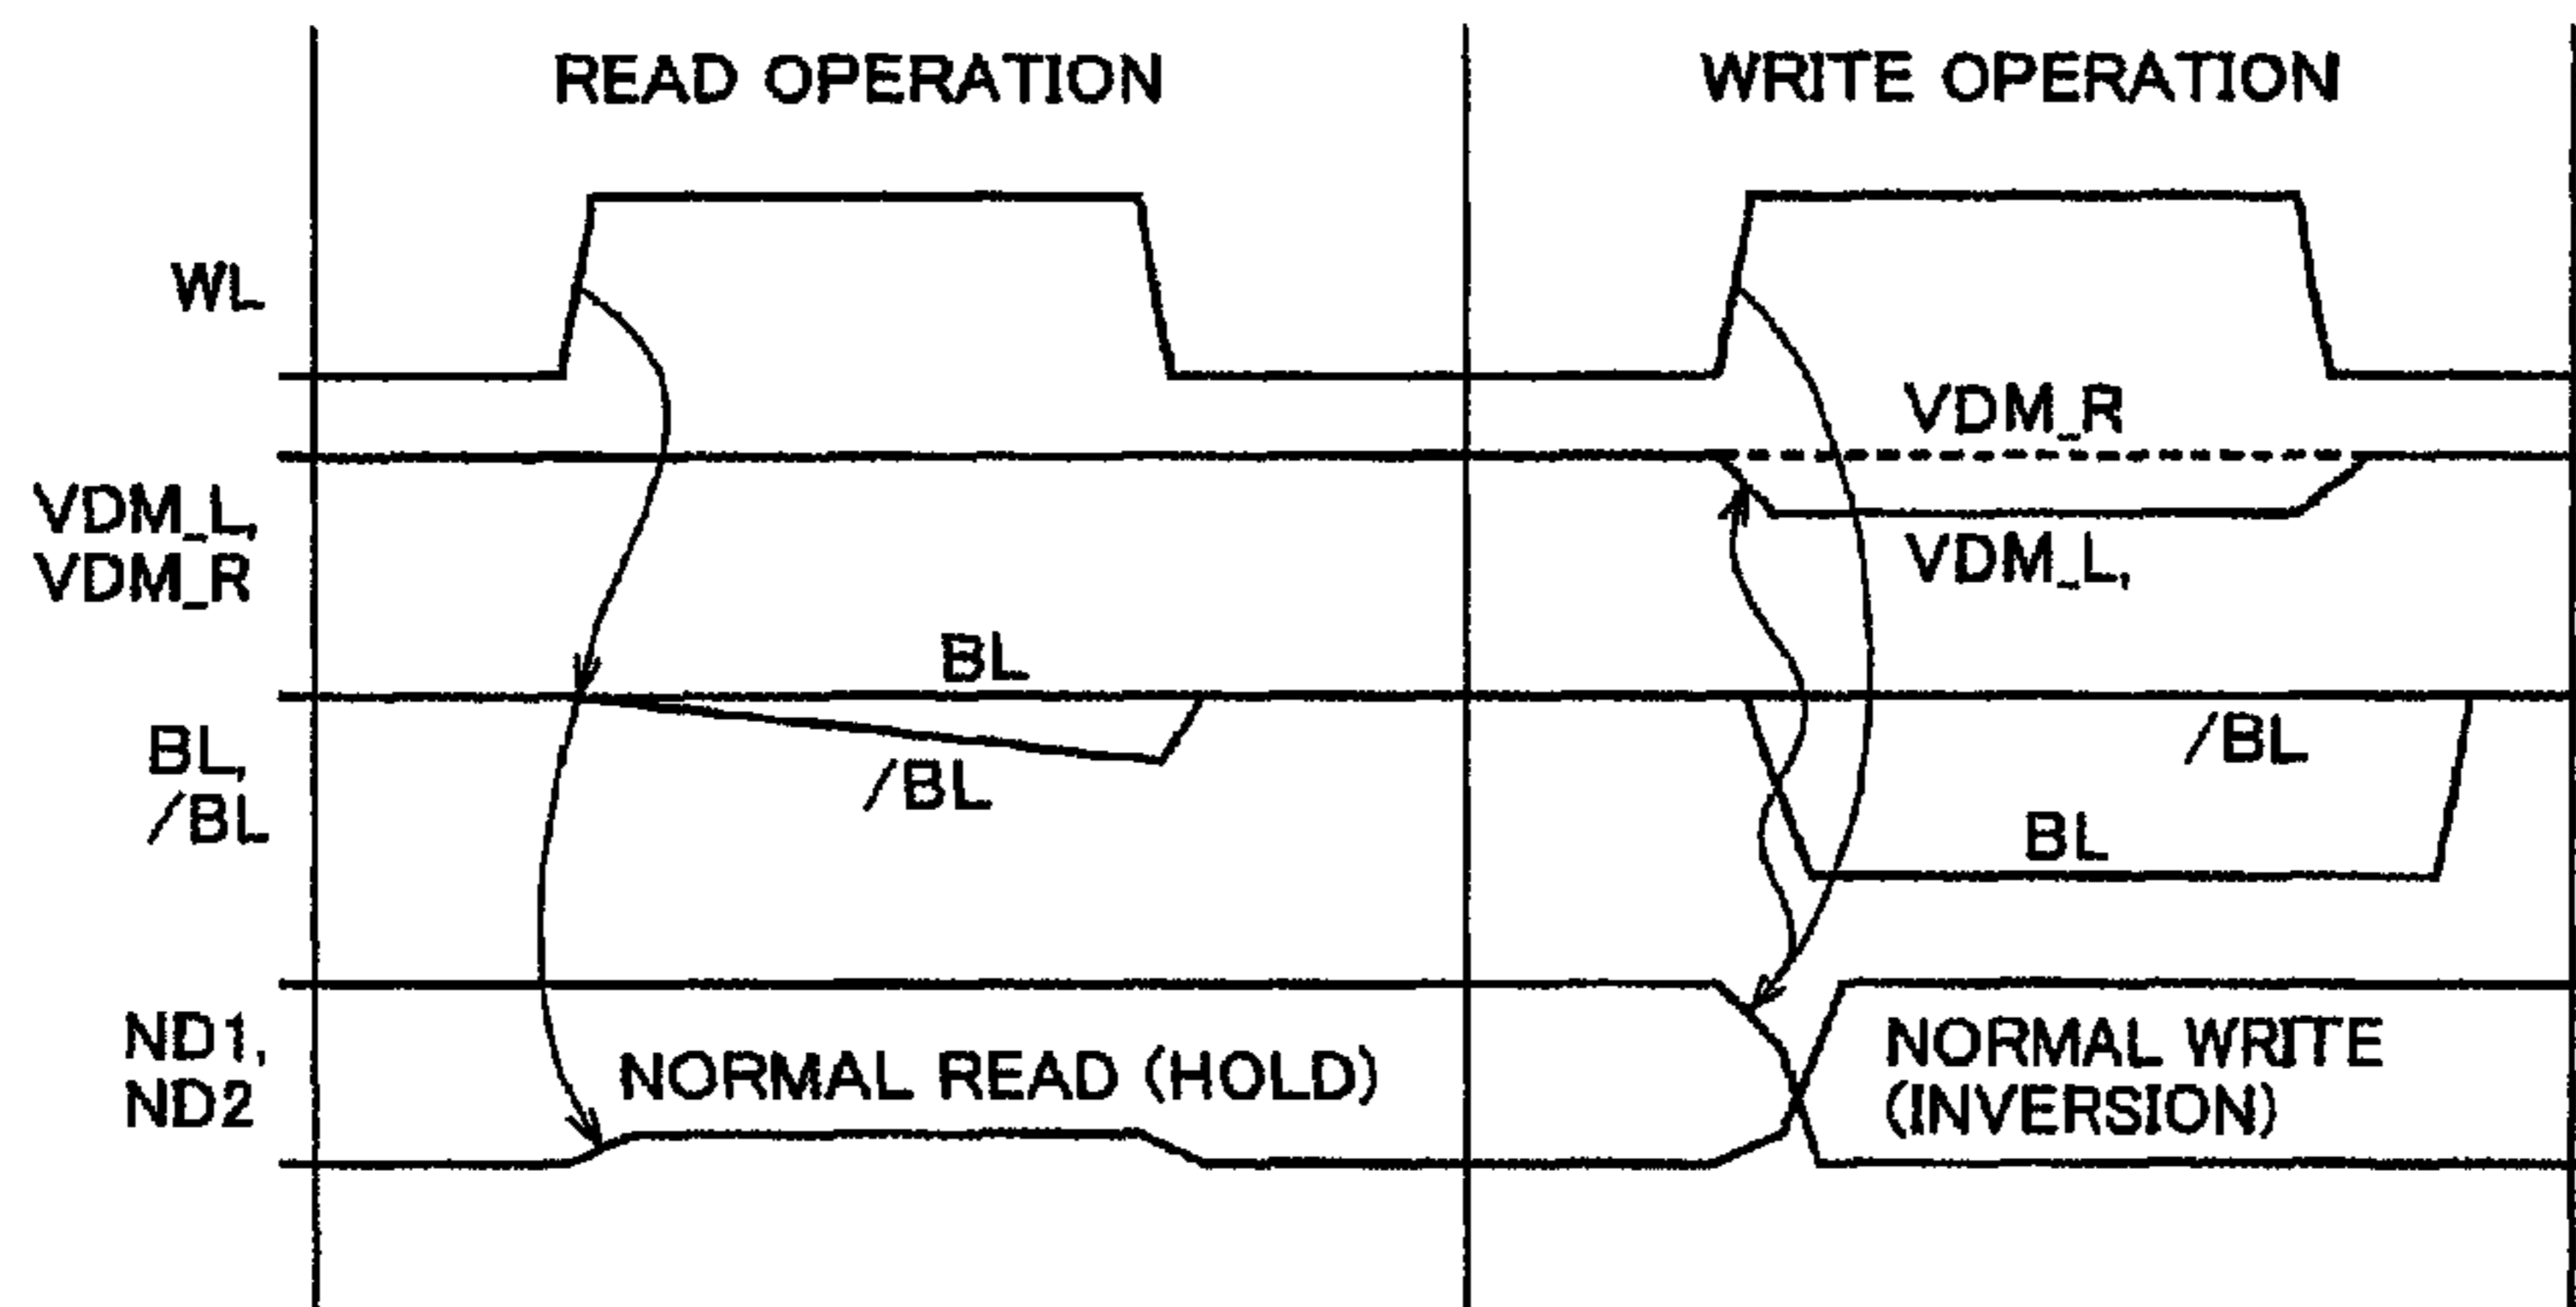 READ OPERATION
WRITE OPERATION
WL
VDM_R
VDM_L,
VDM_R
VDM_L,
BL
BL,
/BL
/BL
/BL
BL
ND1,
ND2
NORMAL READ (HOLD)
NORMAL WRITE
(INVERSION)